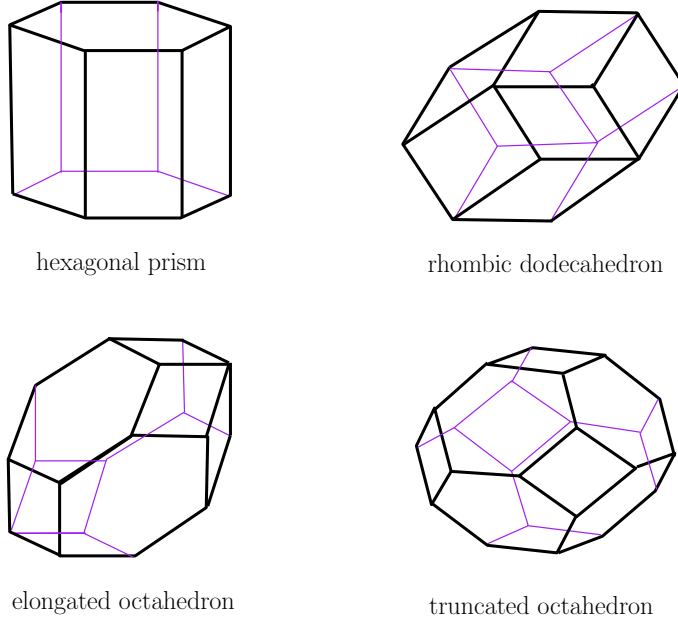 hexagonal prism
rhombic dodecahedron
elongated octahedron
truncated octahedron